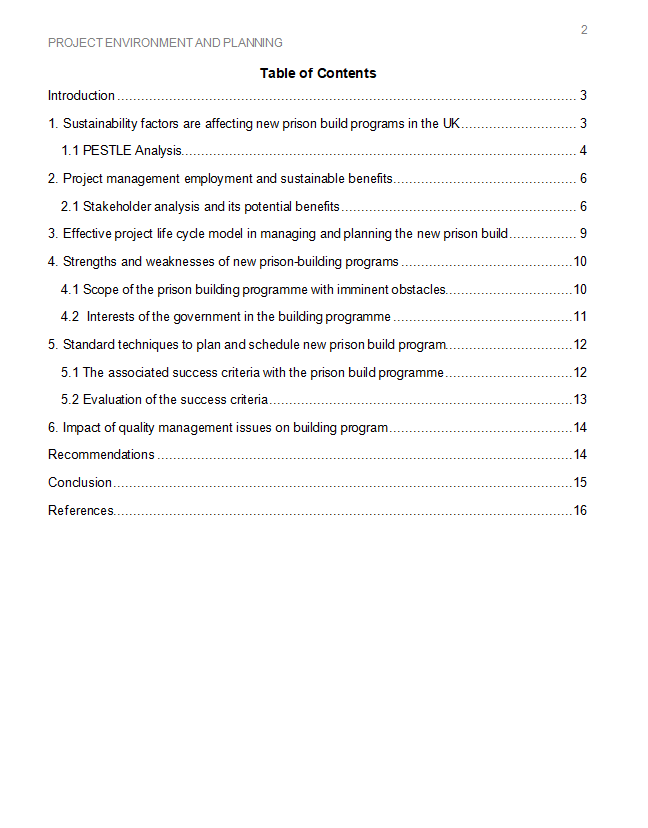 2
PROJECT ENVIRONMENT AND PLANNING
Table of Contents
Introduction 3
1. Sustainability factors are affecting new prison build programs in the UK 3
1.1 PESTLE Analysis 4
2. Project management employment and sustainable benefits 6
2.1 Stakeholder analysis and its potential benefits 6
3. Effective project life cycle model in managing and planning the new prison build 9
4. Strengths and weaknesses of new prison-building programs 10
4.1 Scope of the prison building programme with imminent obstacles 10
4.2 Interests of the government in the building programme 11
5. Standard techniques to plan and schedule new prison build program 12
5.1 The associated success criteria with the prison build programme 12
5.2 Evaluation of the success criteria 13
6. Impact of quality management issues on building program 14
Recommendations 14
Conclusion 15
References 16